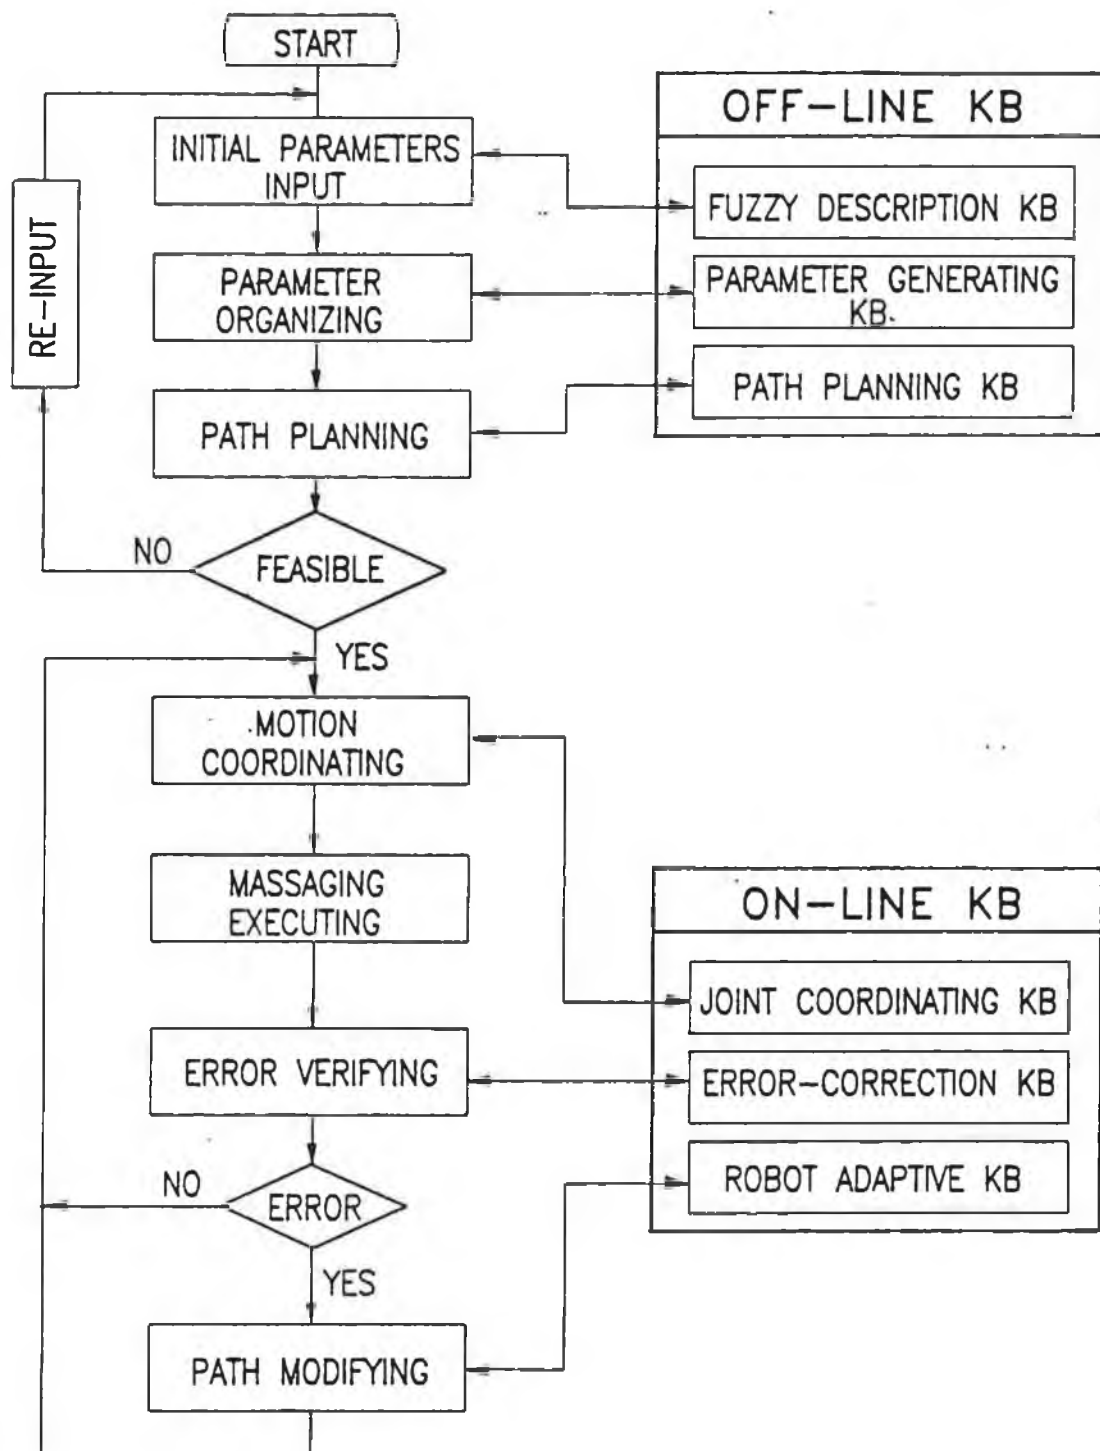 START
INITIAL PARAMETERS
INPUT
RE-INPUT
PARAMETER
ORGANIZING
PATH PLANNING
NO
FEASIBLE
YES
MOTION
COORDINATING
MASSAGING
EXECUTING
ERROR VERIFYING
NO
ERROR
YES
PATH MODIFYING
OFF-LINE KB
FUZZY DESCRIPTION KB
PARAMETER GENERATING
KB.
PATH PLANNING KB
ON-LINE KB
JOINT COORDINATING KB
ERROR-CORRECTION KB
ROBOT ADAPTIVE KB